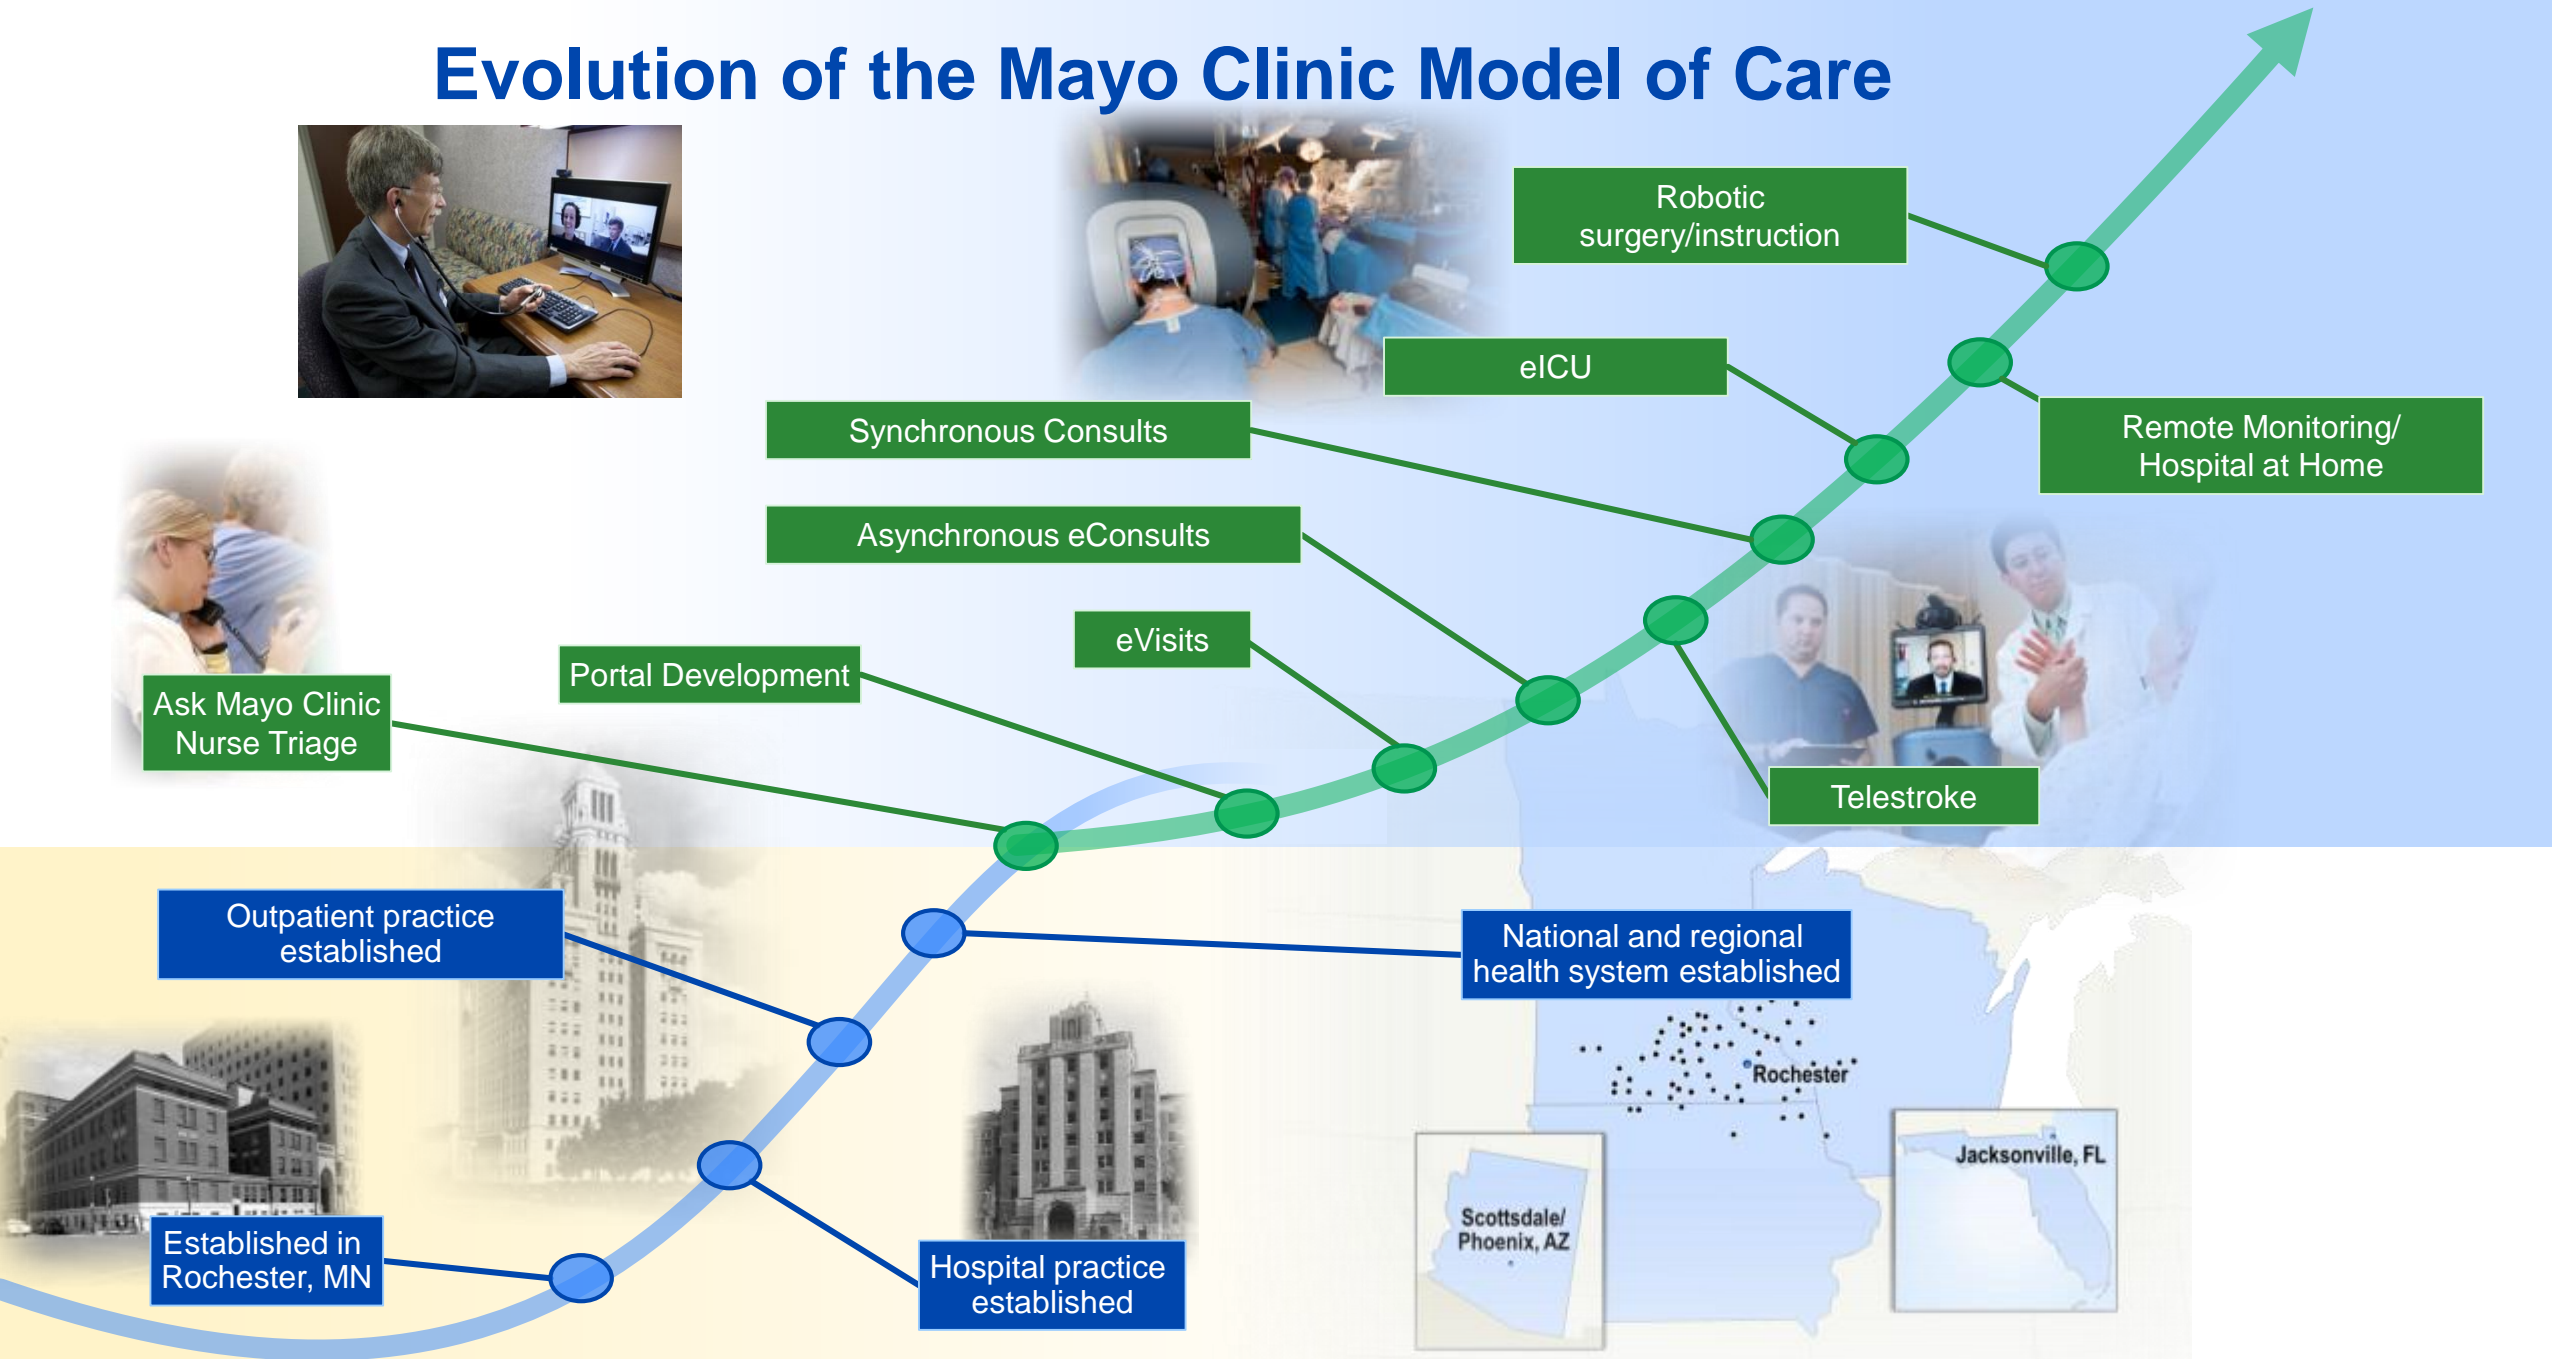 Evolution of the Mayo Clinic Model of Care
Robotic
surgery/instruction
eICU
Remote Monitoring/
Hospital at Home
Synchronous Consults
Asynchronous eConsults
eVisits
Portal Development
Ask Mayo Clinic
Nurse Triage
Telestroke
Outpatient practice
established
National and regional
health system established
Rochester
Jacksonville, FL
Scottsdale/
Phoenix, AZ
Established in
Rochester, MN
Hospital practice
established